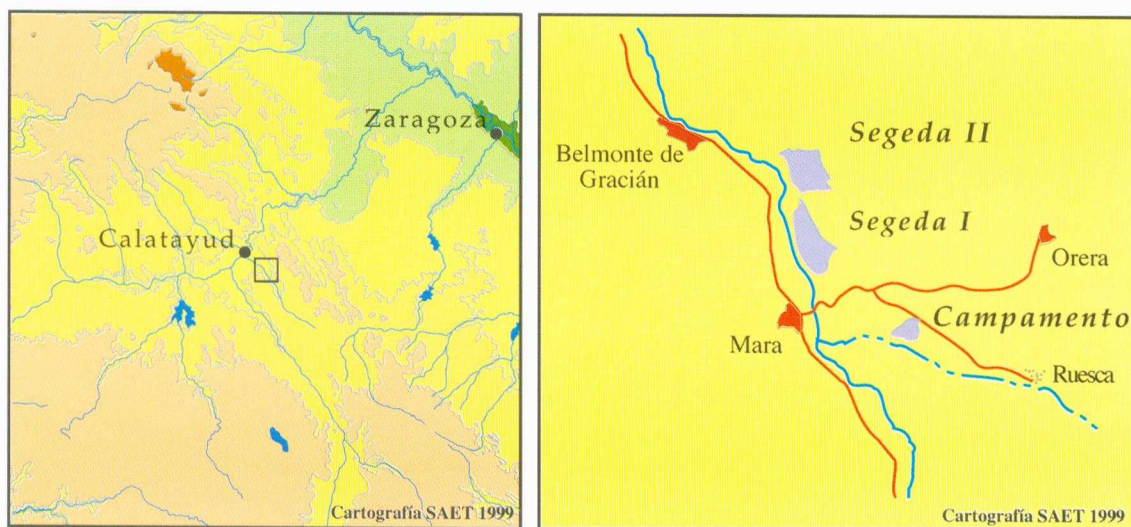 Zaragoza
Calatayud
Cartografía SAET 1999
Segeda II
Belmonte de
Gracián
Segeda I
Orera
Campamento
Mara
Ruesca
Cartografía SAET 1999